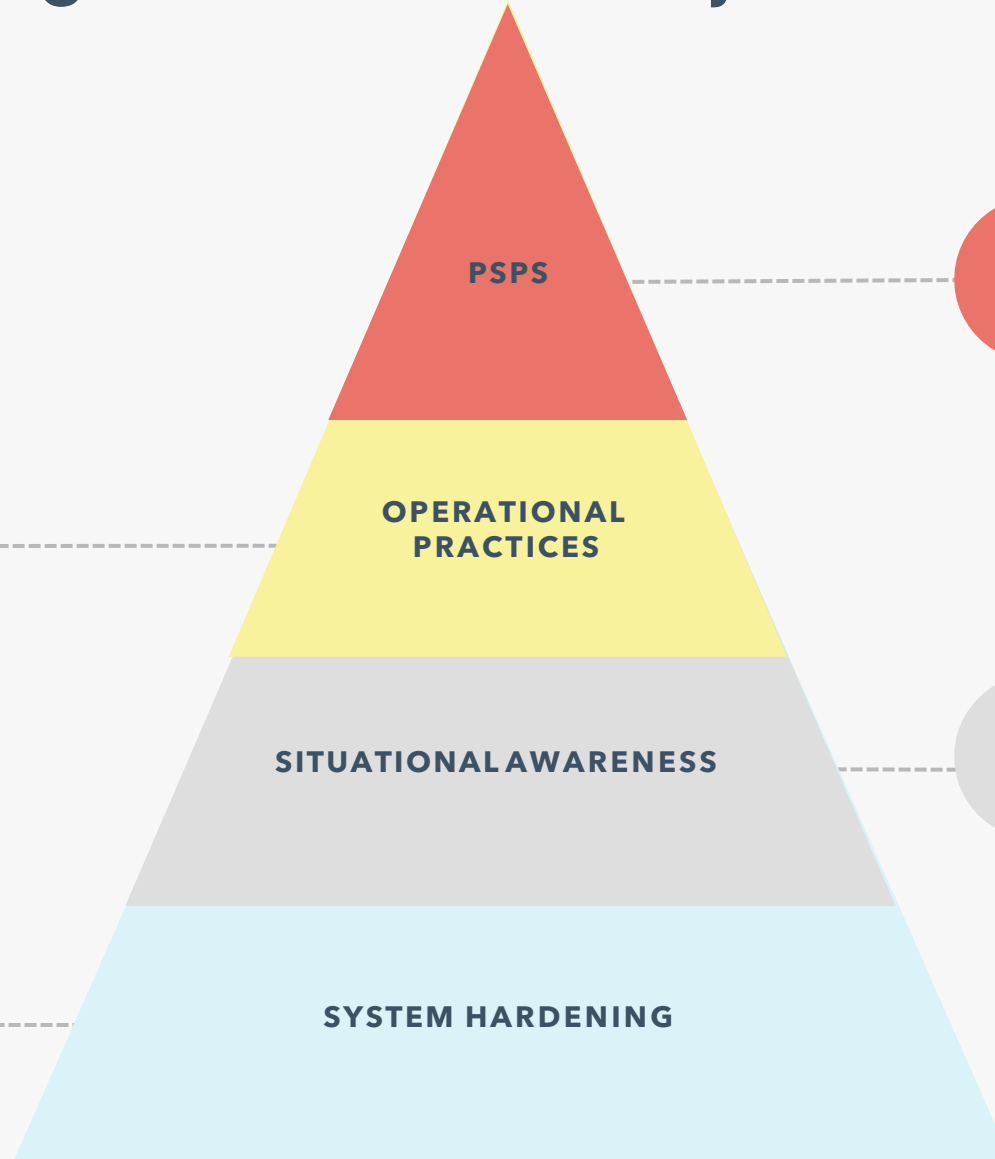 PSPS
OPERATIONAL
PRACTICES
SITUATIONAL AWARENESS
SYSTEM HARDENING